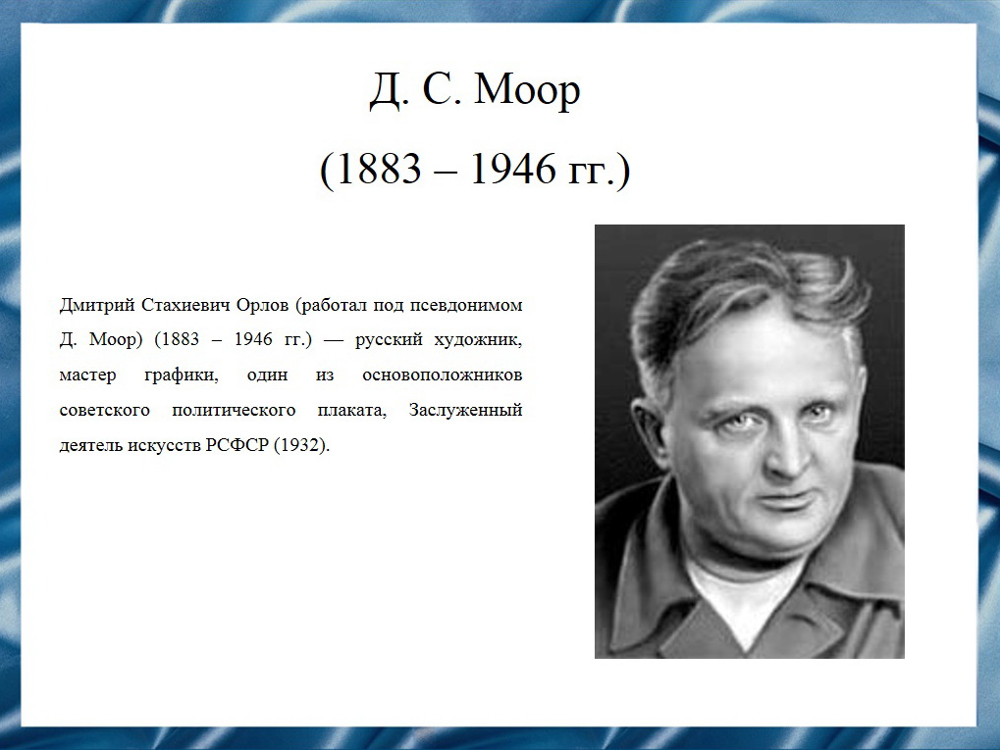 Д. С. Моор
(1883 – 1946 гг.)
Дмитрий Стахиевич Орлов (работал под псевдонимом
Д. Моор) (1883 – 1946 гг.) — русский художник,
мастер графики, один из основоположников
советского политического плаката, Заслуженный
деятель искусств РСФСР (1932).